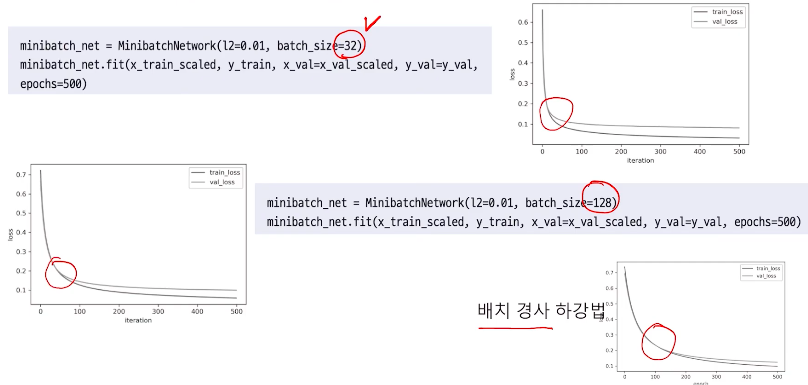 minibatch_net = MinibatchNetwork(l2=0.01, batch_size=32)
minibatch_net.fit(x_train_scaled, y_train, x_val=x_val_scaled, y_val=y_val,
epochs=500)
train_loss
val_loss
0.6
0.5
0.4
0.3
0.2
0.1
loss
0 100 200 300 400 500
iteration
train_loss
val_loss
0.7
0.6
0.5
0.4
0.3
0.2
0.1
loss
0 100 200 300 400 500
iteration
minibatch_net = MinibatchNetwork(l2=0.01, batch_size=128)
minibatch_net.fit(x_train_scaled, y_train, x_val=x_val_scaled, y_val=y_val, epochs=500)
배치 경사 하강법
train_loss
val_loss
0.7
0.6
0.5
0.4
0.3
0.2
0.1
0 100 200 300 400 500
epoch